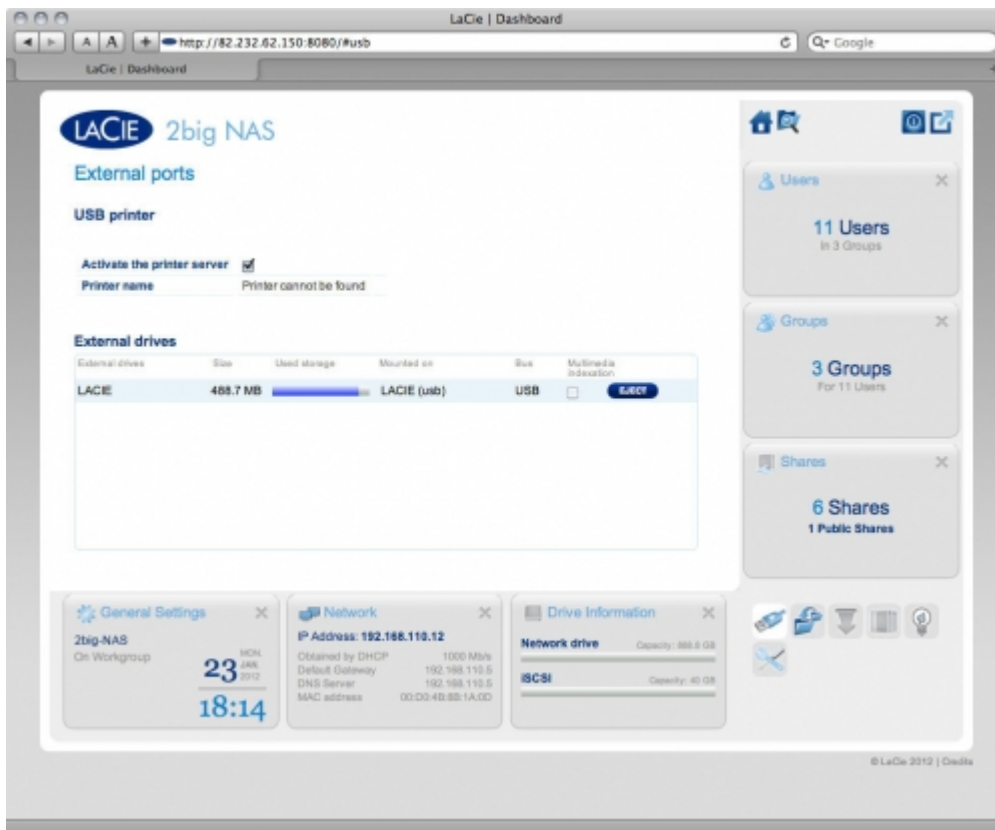 LaCie | Dashboard
A A + http://82.232.62.150:8080/#usb Google
LaCie | Dashboard
LACIE 2big NAS
External ports
USB printer
Activate the printer server
Printer name Printer cannot be found
External drives
External drives Size Used storage Mounted on Bus Multimedia indexation
LACIE 488.7 MB LACIE (usb) USB EJECT
Users
11 Users
In 3 Groups
Groups
3 Groups
For 11 Users
Shares
6 Shares
1 Public Shares
General Settings
2big-NAS
On Workgroup
MON.
23 JAN.
2012
18:14
Network
IP Address: 192.168.110.12
Obtained by DHCP 1000 Mb/s
Default Gateway 192.168.110.5
DNS Server 192.168.110.5
MAC address 00:D0:4B:8B:1A:0D
Drive Information
Network drive Capacity: 888.8 GB
iSCSI Capacity: 40 GB
© LaCie 2012 | Credits